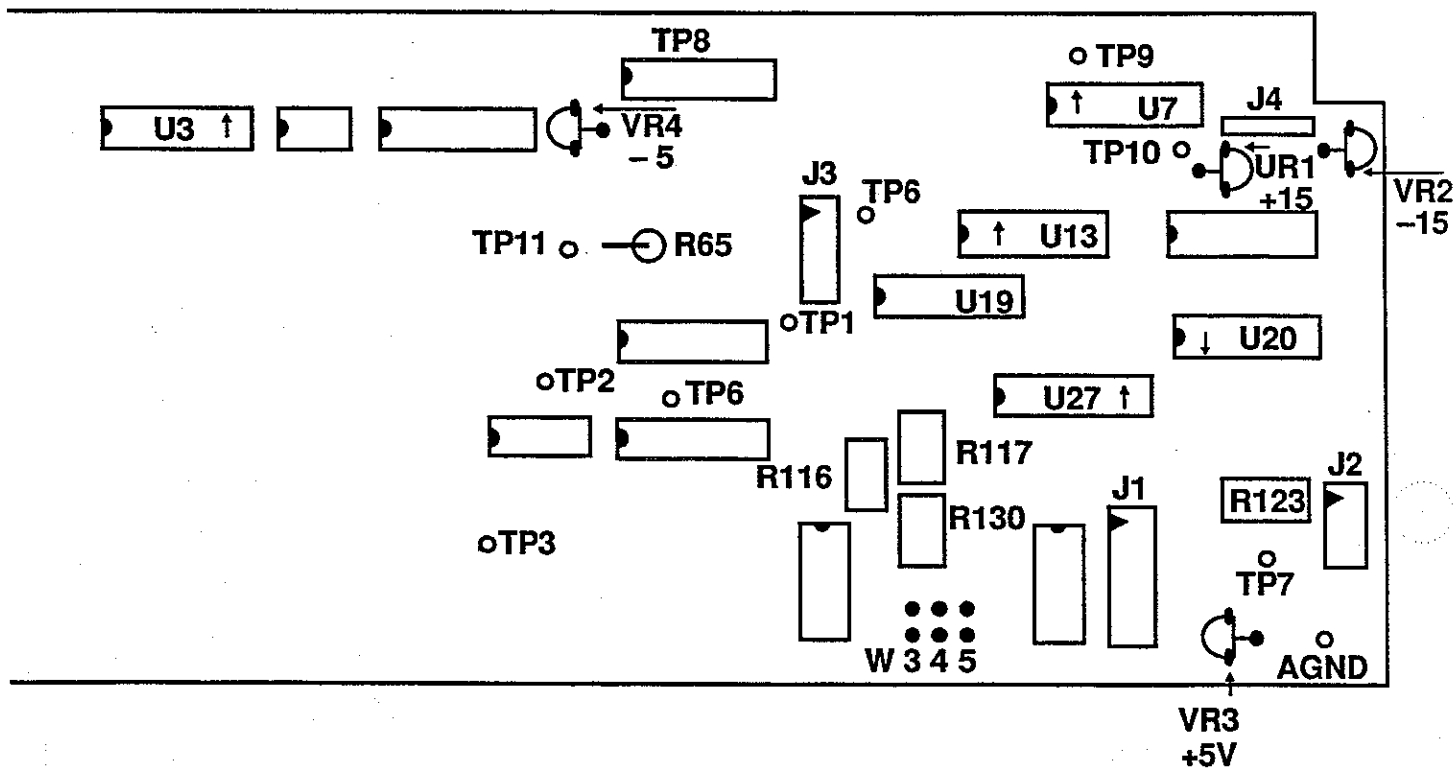 TP8
TP9
U3
VR4
– 5
U7
J4
TP10
UR1
+15
VR2
–15
J3
TP6
TP11
R65
U13
U19
TP1
U20
TP2
TP6
U27
R116
R117
R130
J1
R123
J2
TP3
TP7
W 3 4 5
AGND
VR3
+5V